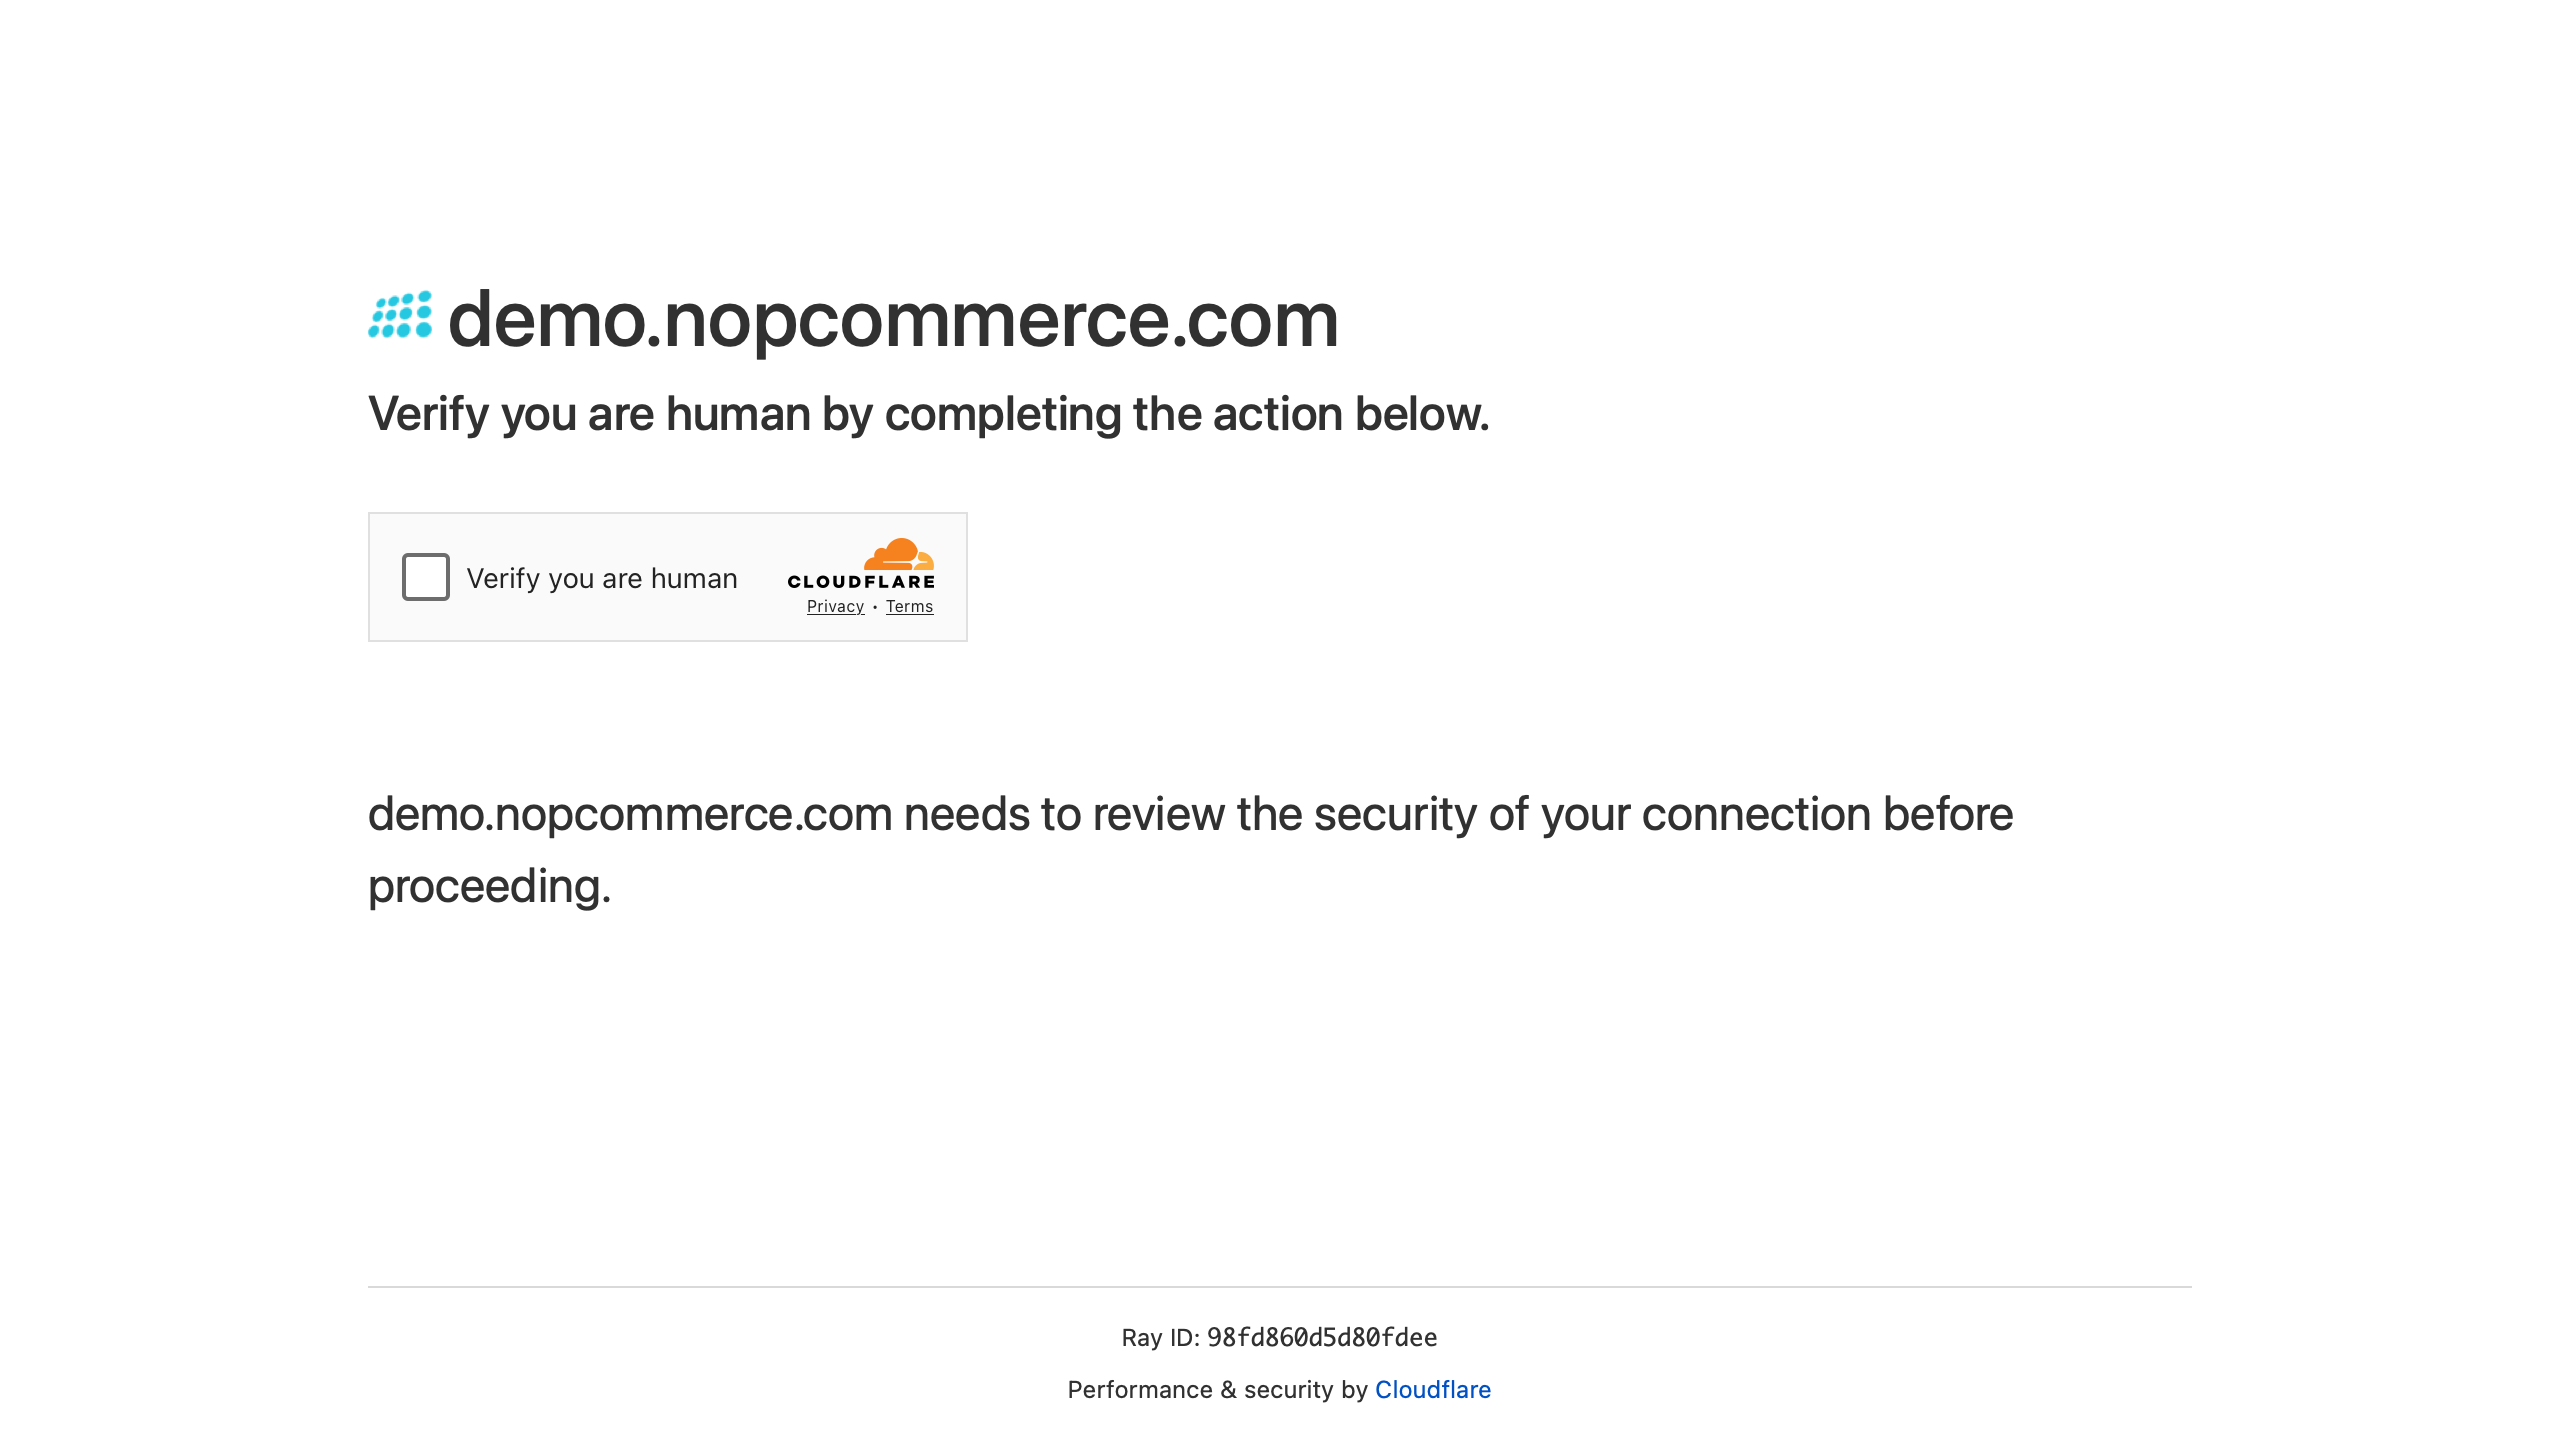 demo.nopcommerce.com
Verify you are human by completing the action below.
Verify you are human
CLOUDFLARE
Privacy • Terms
demo.nopcommerce.com needs to review the security of your connection before
proceeding.
Ray ID: 98fd860d5d80fdee
Performance & security by Cloudflare